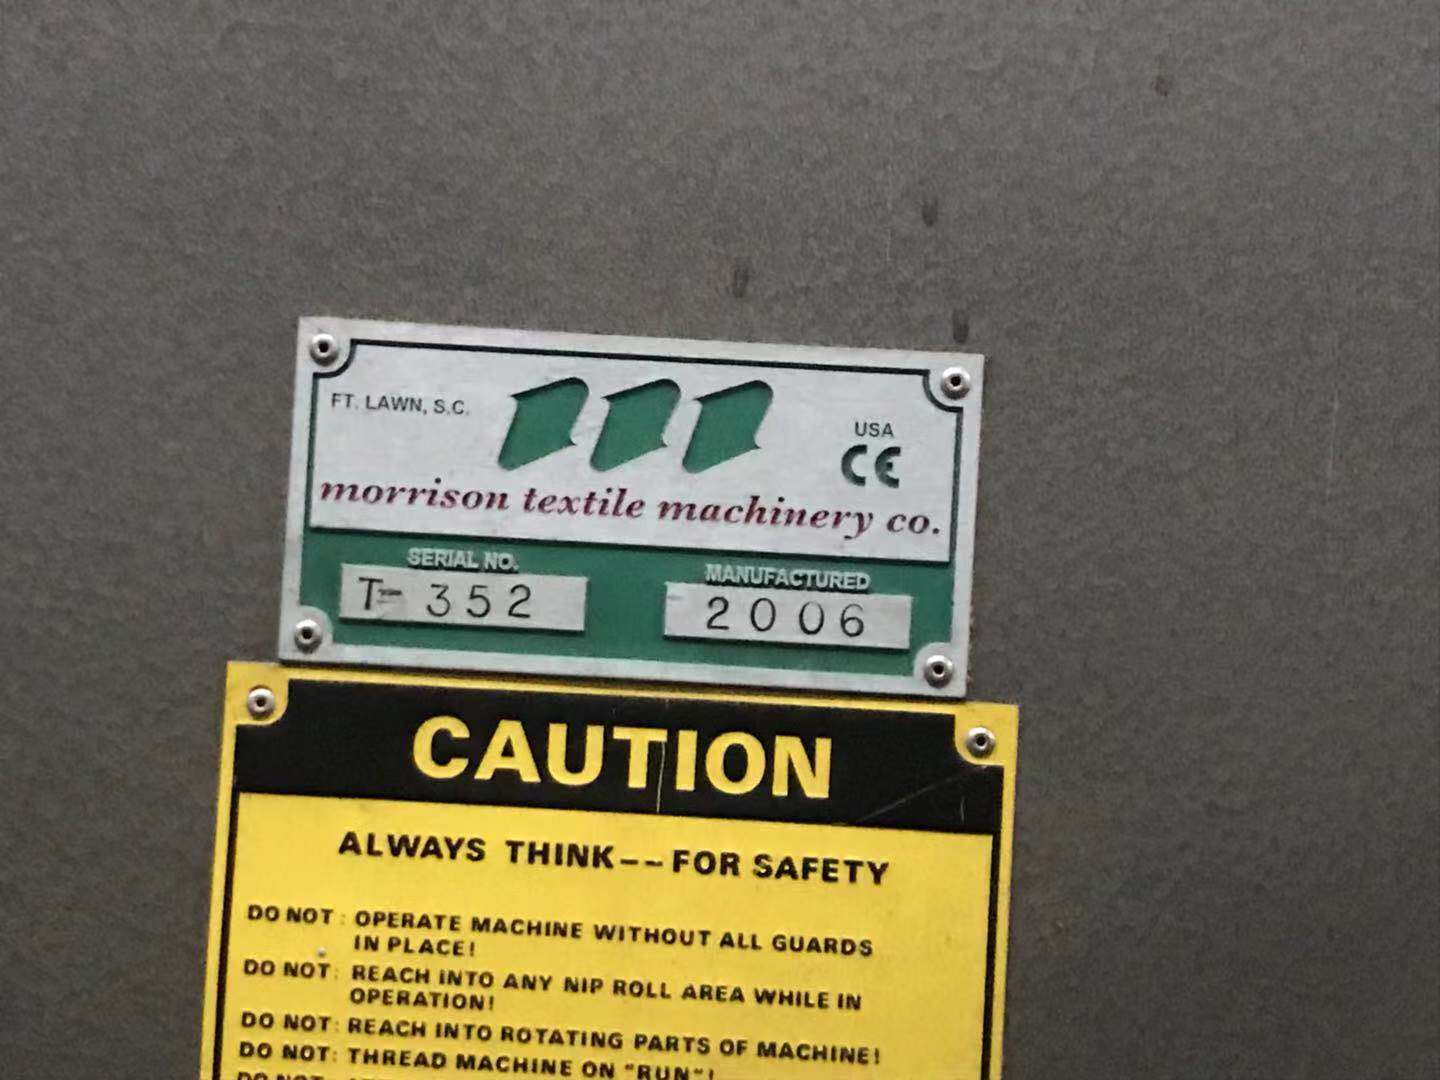 FT. LAWN, S.C.
USA
CE
morrison textile machinery co.
SERIAL NO.
MANUFACTURED
T- 352
2006
CAUTION
ALWAYS THINK--FOR SAFETY
DO NOT: OPERATE MACHINE WITHOUT ALL GUARDS
IN PLACE!
DO NOT: REACH INTO ANY NIP ROLL AREA WHILE IN
OPERATION!
DO NOT: REACH INTO ROTATING PARTS OF MACHINE!
DO NOT: THREAD MACHINE ON "RUN"!
DO NOT: